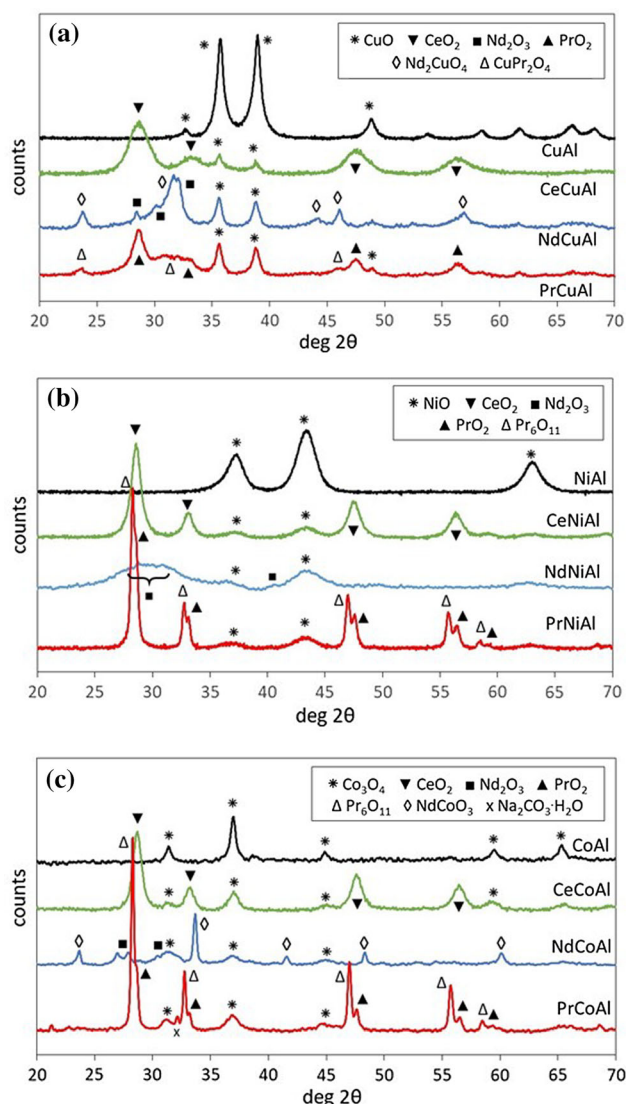 (a)
* CuO ▼ CeO₂ ■ Nd₂O₃ ▲ PrO₂
◊ Nd₂CuO₄ Δ CuPr₂O₄
counts
CuAl
CeCuAl
NdCuAl
PrCuAl
20 25 30 35 40 45 50 55 60 65 70
deg 2θ
(b)
* NiO ▼ CeO₂ ■ Nd₂O₃
▲ PrO₂ Δ Pr₆O₁₁
counts
NiAl
CeNiAl
NdNiAl
PrNiAl
20 25 30 35 40 45 50 55 60 65 70
deg 2θ
(c)
* Co₃O₄ ▼ CeO₂ ■ Nd₂O₃ ▲ PrO₂
Δ Pr₆O₁₁ ◊ NdCoO₃ x Na₂CO₃·H₂O
counts
CoAl
CeCoAl
NdCoAl
PrCoAl
x
20 25 30 35 40 45 50 55 60 65 70
deg 2θ